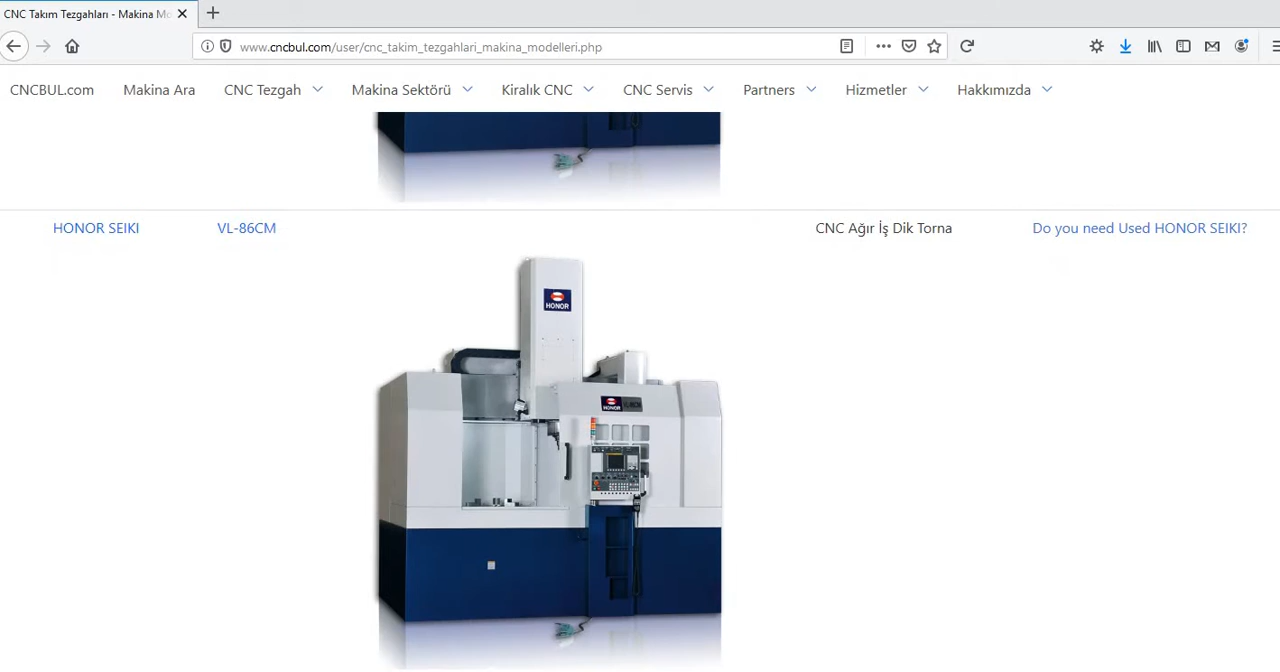 CNC Takım Tezgahları - Makina Mo
www.cncbul.com/user/cnc_takim_tezgahlari_makina_modelleri.php
CNCBUL.com Makina Ara CNC Tezgah Makina Sektörü Kiralık CNC CNC Servis Partners Hizmetler Hakkımızda
HONOR SEIKI VL-86CM CNC Ağır İş Dik Torna Do you need Used HONOR SEIKI?
HONOR
HONOR